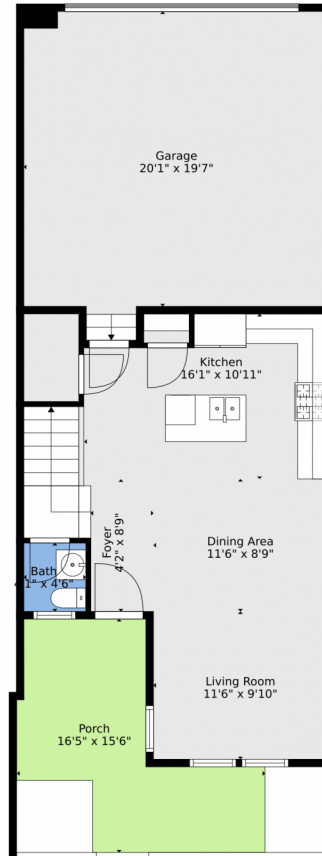 Garage
20'1" x 19'7"
Kitchen
16'1" x 10'11"
Foyer
4'2" x 8'9"
Dining Area
11'6" x 8'9"
Bath
x 4'6"
Living Room
11'6" x 9'10"
Porch
16'5" x 15'6"